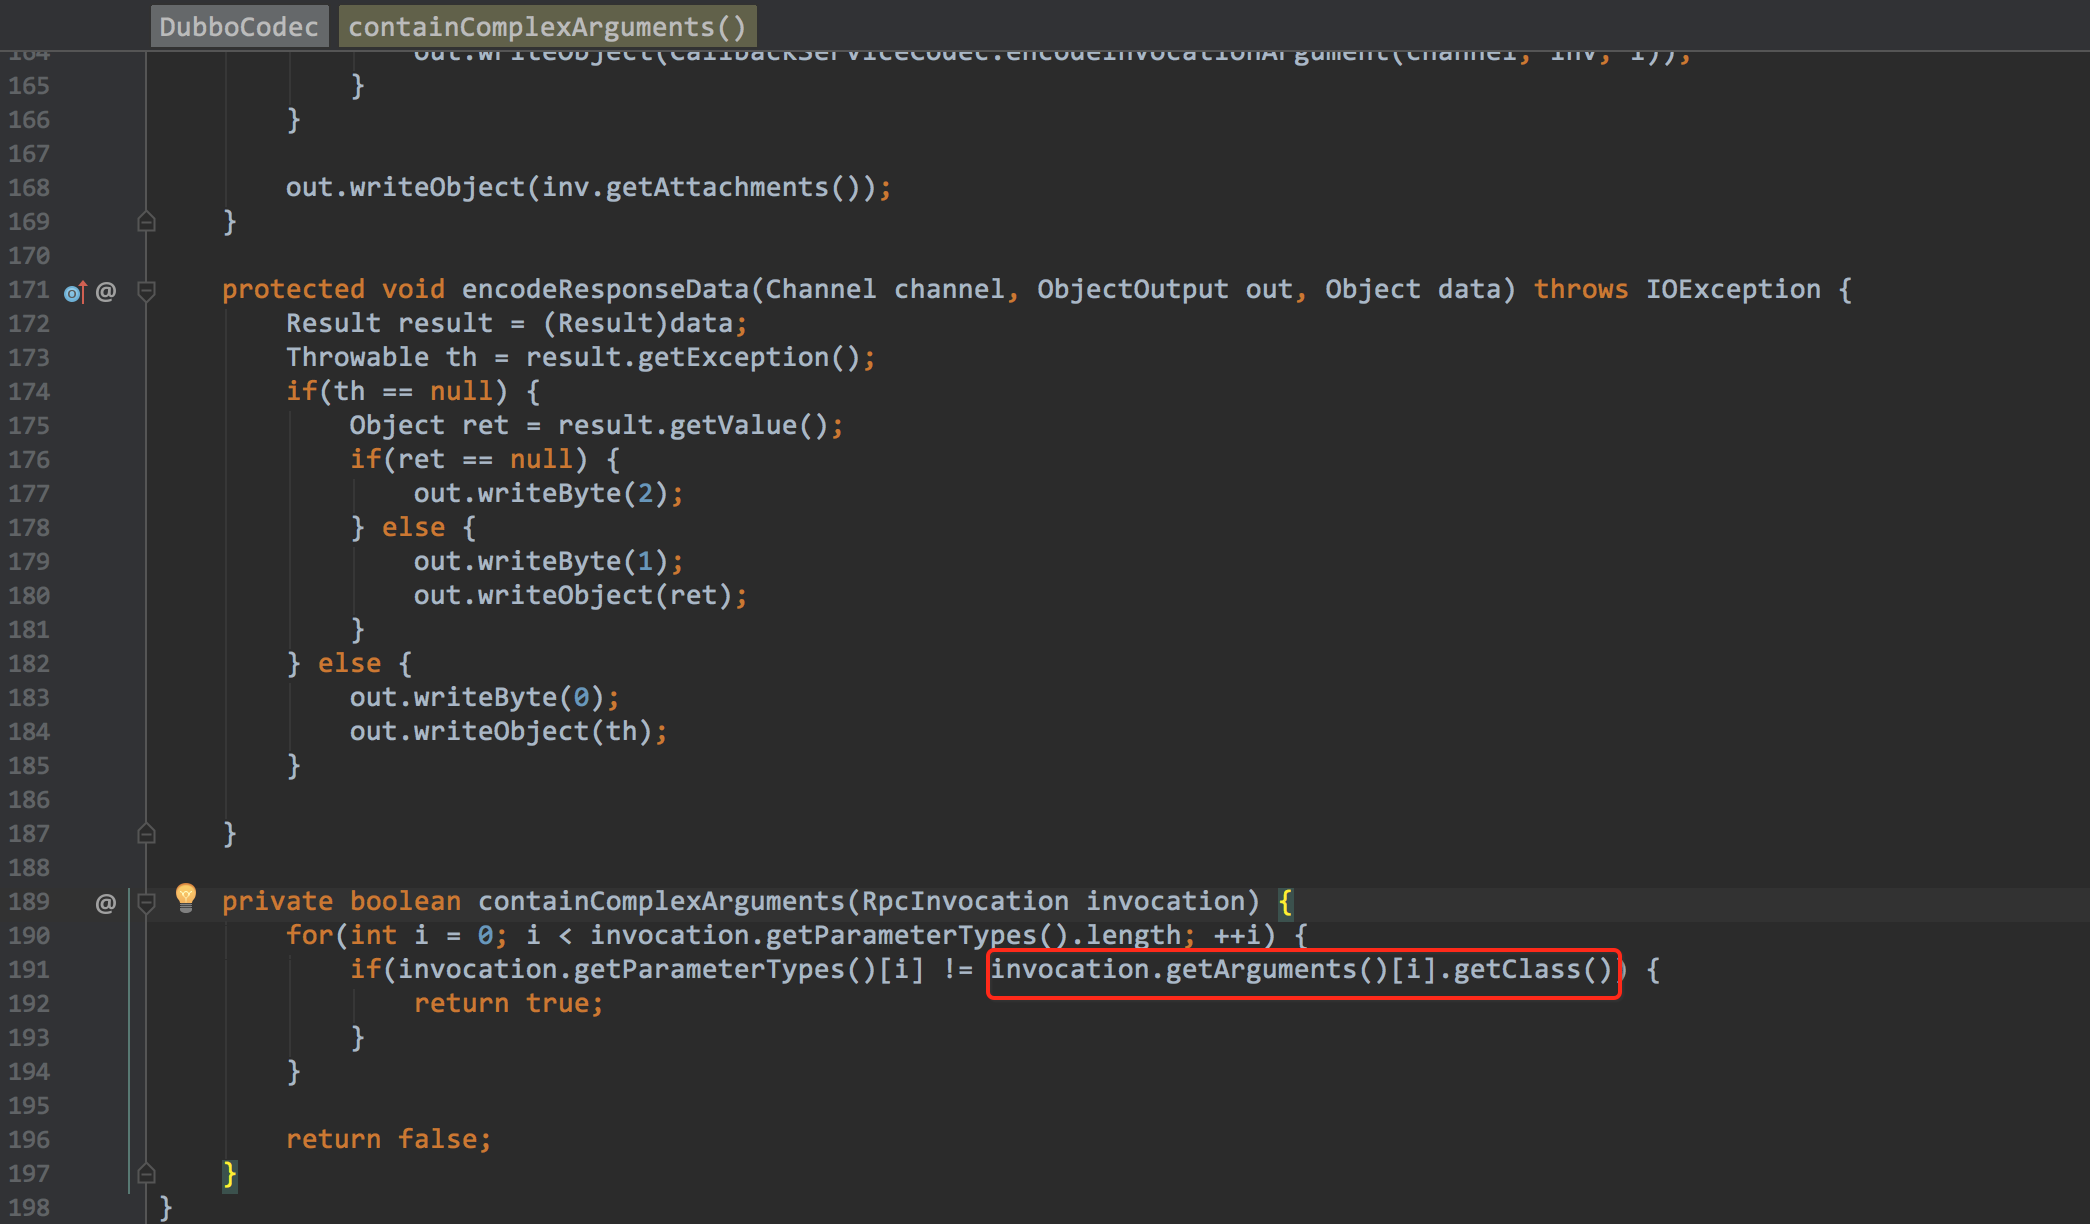 DubboCodec containComplexArguments()
164 out.writeObject(CallbackServiceCodec.encodeInvocationArgument(channel, inv, i));
165 }
166 }
167
168 out.writeObject(inv.getAttachments());
169 }
170
171 @ protected void encodeResponseData(Channel channel, ObjectOutput out, Object data) throws IOException {
172 Result result = (Result)data;
173 Throwable th = result.getException();
174 if(th == null) {
175 Object ret = result.getValue();
176 if(ret == null) {
177 out.writeByte(2);
178 } else {
179 out.writeByte(1);
180 out.writeObject(ret);
181 }
182 } else {
183 out.writeByte(0);
184 out.writeObject(th);
185 }
186
187 }
188
189 @ private boolean containComplexArguments(RpcInvocation invocation) {
190 for(int i = 0; i < invocation.getParameterTypes().length; ++i) {
191 if(invocation.getParameterTypes()[i] != invocation.getArguments()[i].getClass()) {
192 return true;
193 }
194 }
195
196 return false;
197 }
198 }